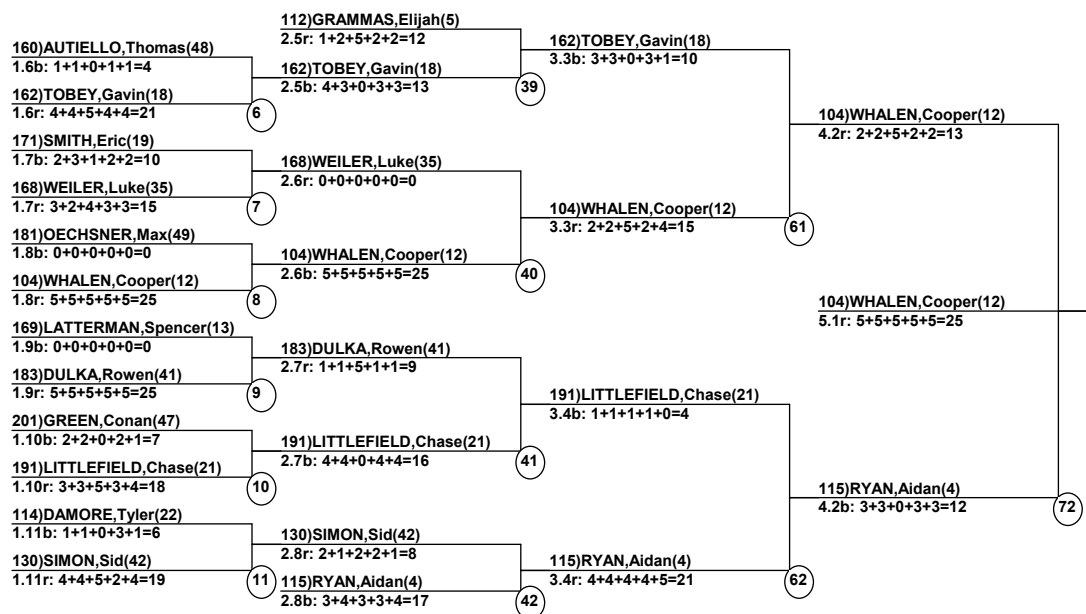 160)AUTIELLO,Thomas(48)
1.6b: 1+1+0+1+1=4
162)TOBEY,Gavin(18)
1.6r: 4+4+5+4+4=21
6
171)SMITH,Eric(19)
1.7b: 2+3+1+2+2=10
168)WEILER,Luke(35)
1.7r: 3+2+4+3+3=15
7
181)OECHSNER,Max(49)
1.8b: 0+0+0+0+0=0
104)WHALEN,Cooper(12)
1.8r: 5+5+5+5+5=25
8
169)LATTERMAN,Spencer(13)
1.9b: 0+0+0+0+0=0
183)DULKA,Rowen(41)
1.9r: 5+5+5+5+5=25
9
201)GREEN,Conan(47)
1.10b: 2+2+0+2+1=7
191)LITTLEFIELD,Chase(21)
1.10r: 3+3+5+3+4=18
10
114)DAMORE,Tyler(22)
1.11b: 1+1+0+3+1=6
130)SIMON,Sid(42)
1.11r: 4+4+5+2+4=19
11
112)GRAMMAS,Elijah(5)
2.5r: 1+2+5+2+2=12
162)TOBEY,Gavin(18)
2.5b: 4+3+0+3+3=13
39
168)WEILER,Luke(35)
2.6r: 0+0+0+0+0=0
104)WHALEN,Cooper(12)
2.6b: 5+5+5+5+5=25
40
183)DULKA,Rowen(41)
2.7r: 1+1+5+1+1=9
191)LITTLEFIELD,Chase(21)
2.7b: 4+4+0+4+4=16
41
130)SIMON,Sid(42)
2.8r: 2+1+2+2+1=8
115)RYAN,Aidan(4)
2.8b: 3+4+3+3+4=17
42
162)TOBEY,Gavin(18)
3.3b: 3+3+0+3+1=10
104)WHALEN,Cooper(12)
3.3r: 2+2+5+2+4=15
61
191)LITTLEFIELD,Chase(21)
3.4b: 1+1+1+1+0=4
115)RYAN,Aidan(4)
3.4r: 4+4+4+4+5=21
62
104)WHALEN,Cooper(12)
4.2r: 2+2+5+2+2=13
115)RYAN,Aidan(4)
4.2b: 3+3+0+3+3=12
72
104)WHALEN,Cooper(12)
5.1r: 5+5+5+5+5=25